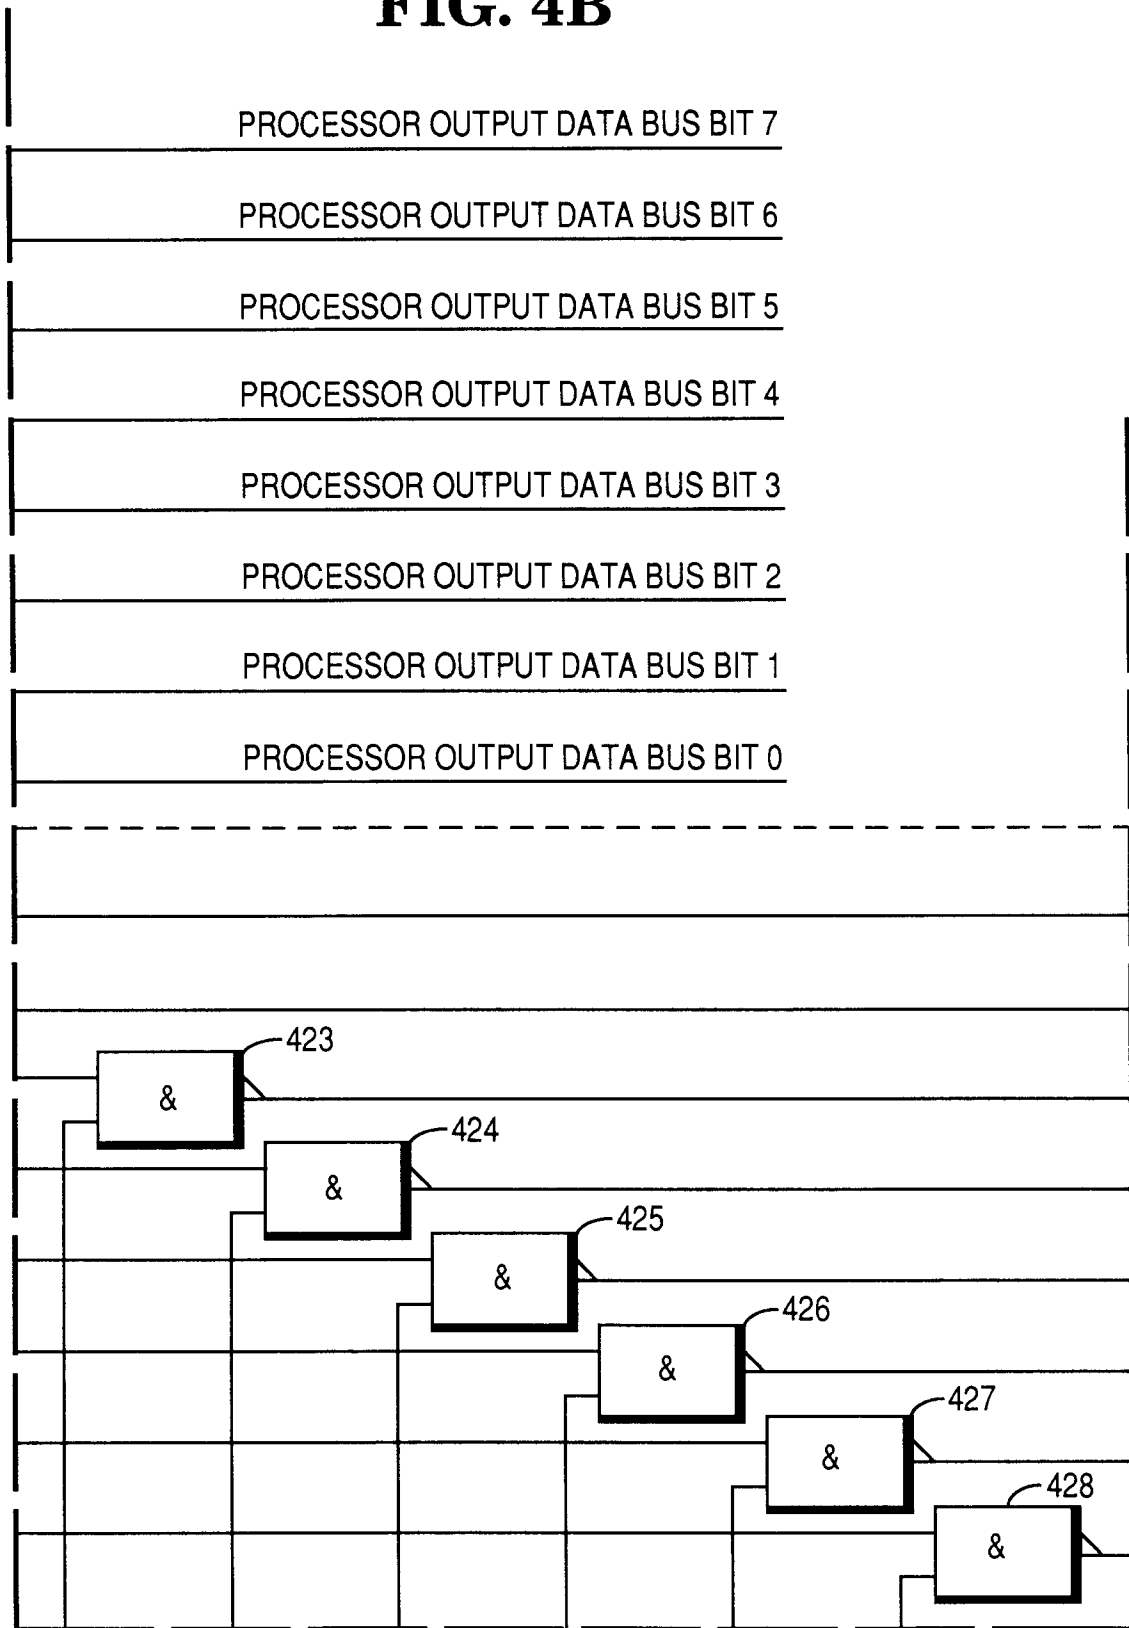 FIG. 4B
PROCESSOR OUTPUT DATA BUS BIT 7
PROCESSOR OUTPUT DATA BUS BIT 6
PROCESSOR OUTPUT DATA BUS BIT 5
PROCESSOR OUTPUT DATA BUS BIT 4
PROCESSOR OUTPUT DATA BUS BIT 3
PROCESSOR OUTPUT DATA BUS BIT 2
PROCESSOR OUTPUT DATA BUS BIT 1
PROCESSOR OUTPUT DATA BUS BIT 0
423
&
424
&
425
&
426
&
427
&
428
&